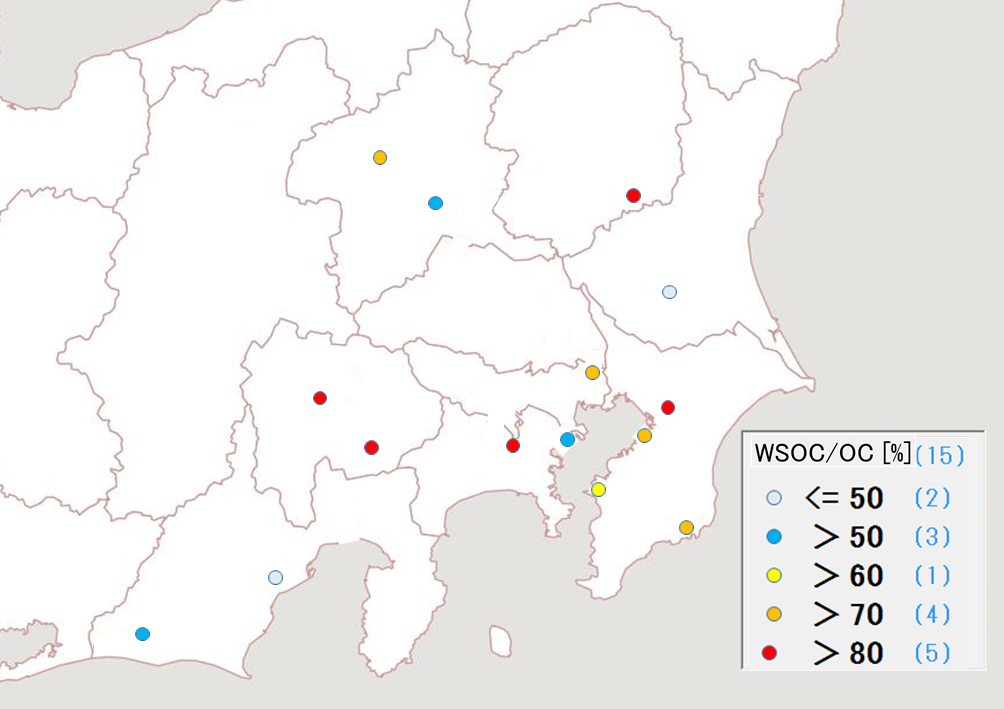 WSOC/OC [%] (15)
<= 50 (2)
> 50 (3)
> 60 (1)
> 70 (4)
> 80 (5)